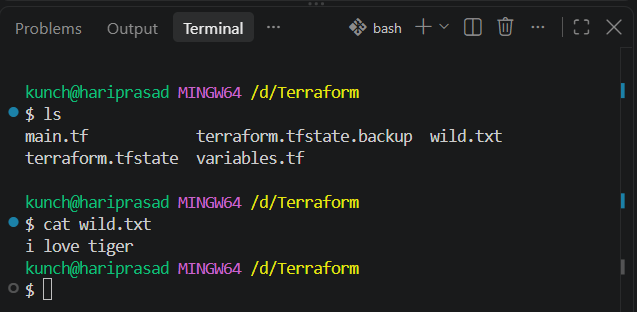 Problems Output Terminal ··· bash
kunch@hariprasad MINGW64 /d/Terraform
$ ls
main.tf terraform.tfstate.backup wild.txt
terraform.tfstate variables.tf
kunch@hariprasad MINGW64 /d/Terraform
$ cat wild.txt
i love tiger
kunch@hariprasad MINGW64 /d/Terraform
$